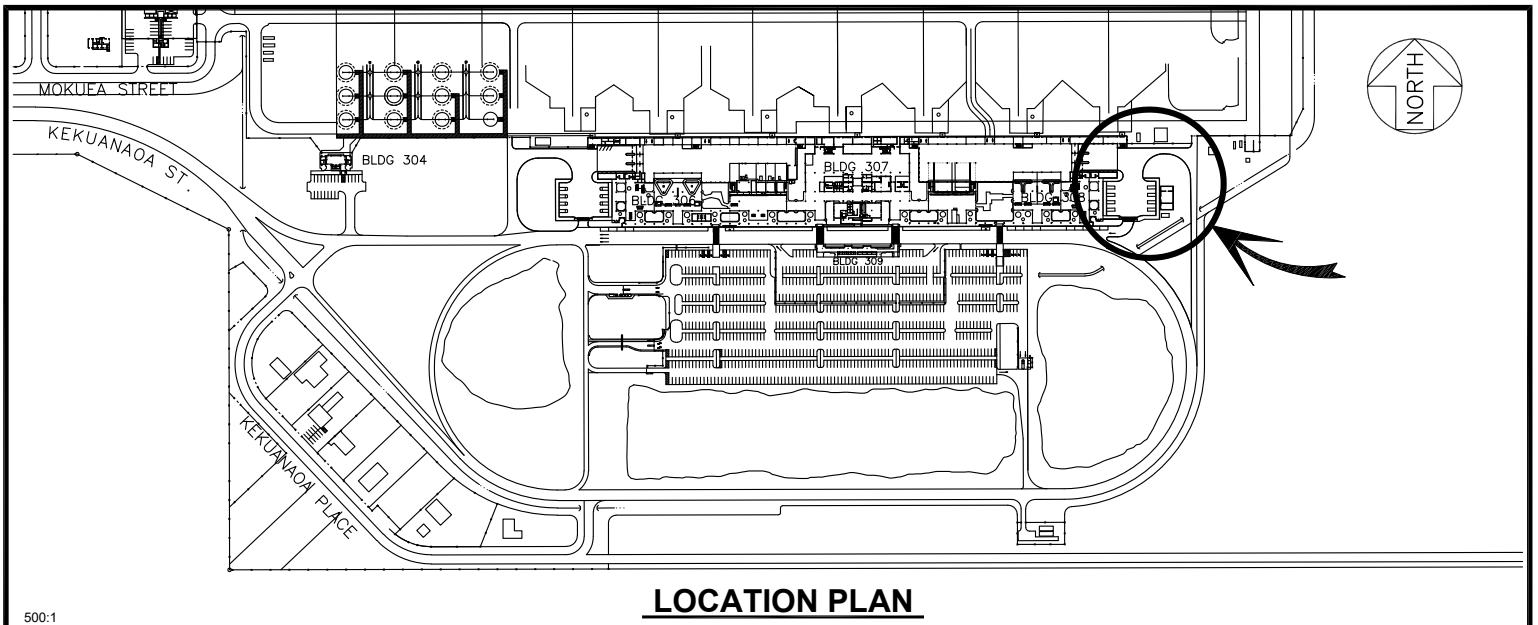 MOKUEA STREET
NORTH
KEKUANAOA ST.
BLDG 304
BLDG 307
BLDG 306
BLDG 308
BLDG 309
KEKUANAOA PLACE
LOCATION PLAN
500:1